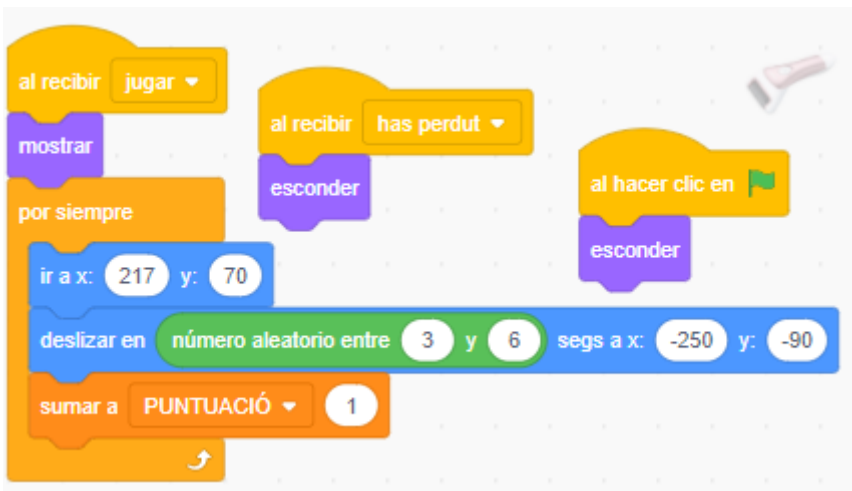 al recibir jugar
mostrar
por siempre
ir a x: 217 y: 70
deslizar en número aleatorio entre 3 y 6 segs a x: -250 y: -90
sumar a PUNTUACIÓ 1
al recibir has perdut
esconder
al hacer clic en
esconder